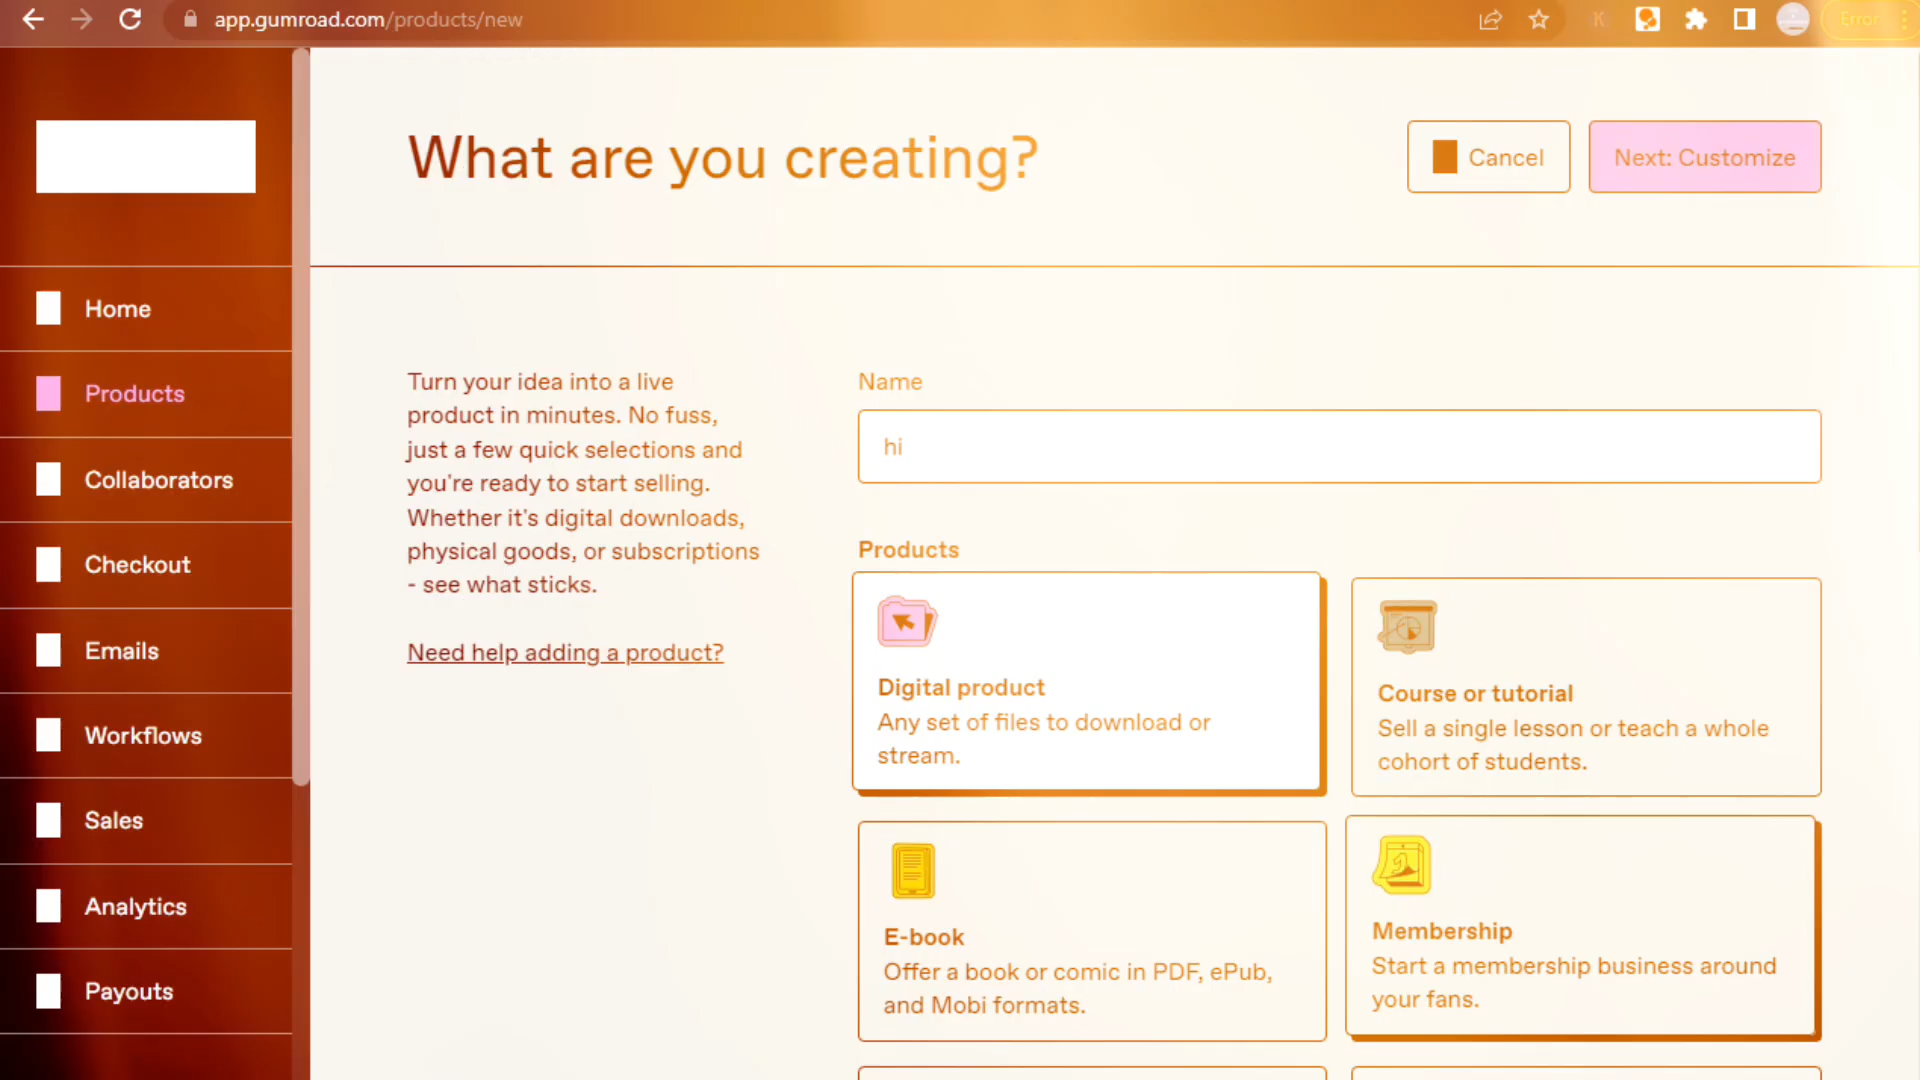 app.gumroad.com/products/new
K
Error
What are you creating?
Cancel
Next: Customize
Home
Products
Collaborators
Checkout
Emails
Workflows
Sales
Analytics
Payouts
Turn your idea into a live
product in minutes. No fuss,
just a few quick selections and
you're ready to start selling.
Whether it's digital downloads,
physical goods, or subscriptions
- see what sticks.
Need help adding a product?
Name
hi
Products
Digital product
Any set of files to download or
stream.
Course or tutorial
Sell a single lesson or teach a whole
cohort of students.
E-book
Offer a book or comic in PDF, ePub,
and Mobi formats.
Membership
Start a membership business around
your fans.